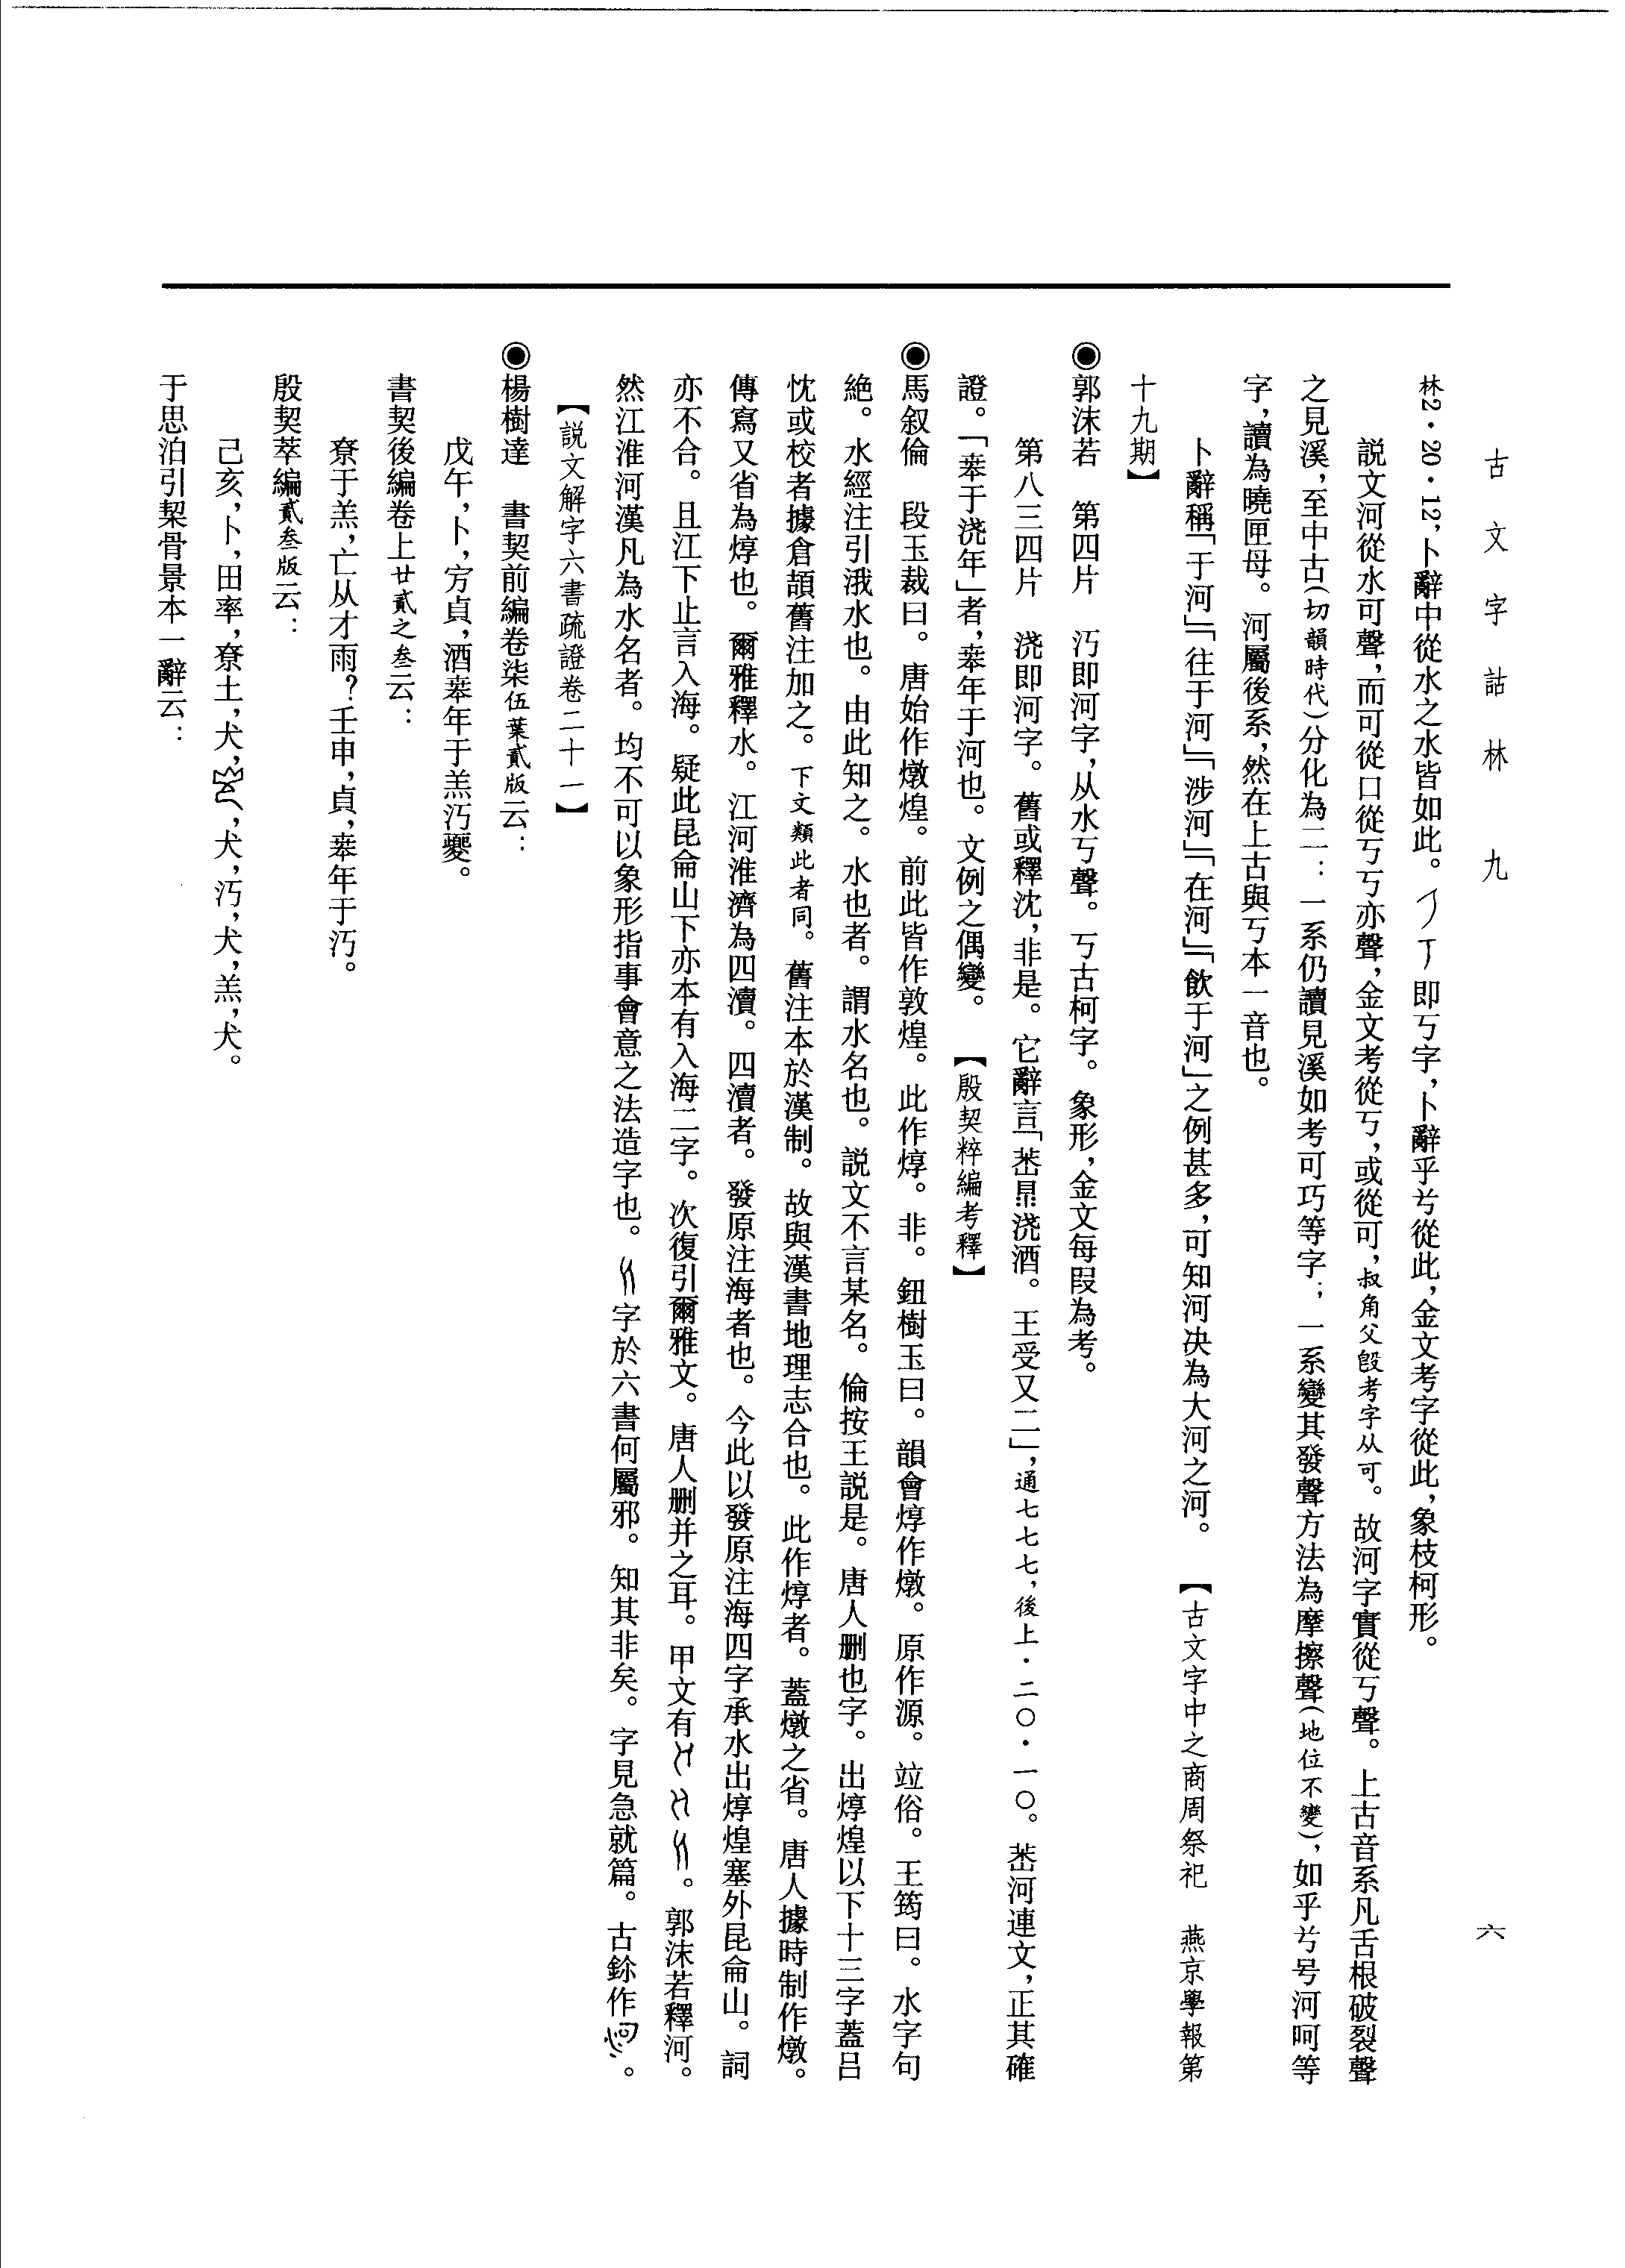 古文字詁林 九
六
林2·20·12，卜辭中從水之水皆如此。即丂字，卜辭乎兮從此，金文考字從此，象枝柯形。
説文河從水可聲，而可從口從丂丂亦聲，金文考從丂，或從可，叔角父𣪘考字从可。故河字實從丂聲。上古音系凡舌根破裂聲
之見溪，至中古（切韻時代）分化為二：一系仍讀見溪如考可巧等字；一系變其發聲方法為摩擦聲（地位不變），如乎兮号河呵等
字，讀為曉匣母。河屬後系，然在上古與丂本一音也。
卜辭稱「于河」「往于河」「涉河」「在河」「飲于河」之例甚多，可知河决為大河之河。 【古文字中之商周祭祀 燕京學報第
十九期】
◉郭沫若 第四片 汅即河字，从水丂聲。丂古柯字。象形，金文每叚為考。
第八三四片 即河字。舊或釋沈，非是。它辭言「酒。王受又二」，通七七七，後上·二〇·一〇。河連文，正其確
證。「于年」者，年于河也。文例之偶變。 【殷契粹編考釋】
◉馬叙倫 段玉裁曰。唐始作燉煌。前此皆作敦煌。此作焞。非。鈕樹玉曰。韻會焞作燉。原作源。竝俗。王筠曰。水字句
絶。水經注引涐水也。由此知之。水也者。謂水名也。説文不言某名。倫按王説是。唐人删也字。出焞煌以下十三字蓋吕
忱或校者據倉頡舊注加之。下文類此者同。舊注本於漢制。故與漢書地理志合也。此作焞者。蓋燉之省。唐人據時制作燉。
傳寫又省為焞也。爾雅釋水。江河淮濟為四瀆。四瀆者。發原注海者也。今此以發原注海四字承水出焞煌塞外昆侖山。詞
亦不合。且江下止言入海。疑此昆侖山下亦本有入海二字。次復引爾雅文。唐人删并之耳。甲文有。郭沫若釋河。
然江淮河漢凡為水名者。均不可以象形指事會意之法造字也。字於六書何屬邪。知其非矣。字見急就篇。古鉩作。
【説文解字六書疏證卷二十一】
◉楊樹達 書契前編卷柒伍葉貳版云：
戊午，卜，㝑貞，酒年于汅夔。
書契後編卷上廿貳之叁云：
尞于，亡从才雨？壬申，貞，年于汅。
殷契萃編貳叁版云：
己亥，卜，田率，尞土，犬，犬，汅，犬，犬。
于思泊引栔骨景本一辭云：